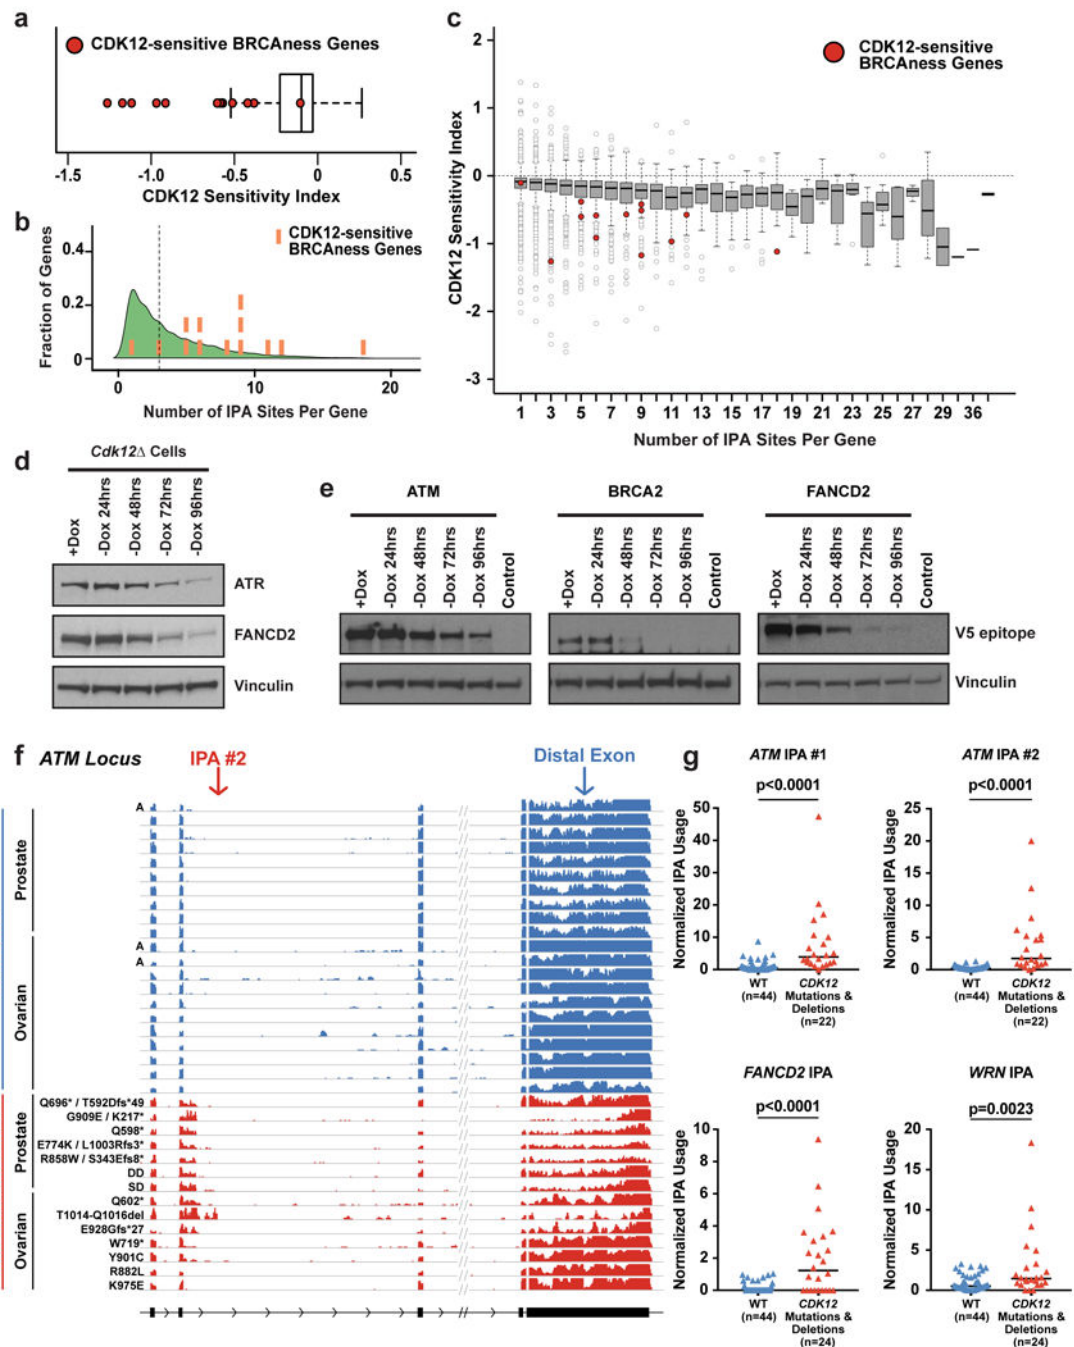 a
CDK12-sensitive BRCAness Genes
-1.5 -1.0 -0.5 0 0.5
CDK12 Sensitivity Index
b
CDK12-sensitive
BRCAness Genes
Fraction of Genes
0.4
0.2
0
0 10 20
Number of IPA Sites Per Gene
c
CDK12-sensitive
BRCAness Genes
CDK12 Sensitivity Index
2
1
0
-1
-2
-3
1 3 5 7 9 11 13 15 17 19 21 23 25 27 29 36
Number of IPA Sites Per Gene
d
Cdk12Δ Cells
+Dox
-Dox 24hrs
-Dox 48hrs
-Dox 72hrs
-Dox 96hrs
ATR
FANCD2
Vinculin
e
ATM
+Dox
-Dox 24hrs
-Dox 48hrs
-Dox 72hrs
-Dox 96hrs
Control
BRCA2
+Dox
-Dox 24hrs
-Dox 48hrs
-Dox 72hrs
-Dox 96hrs
Control
FANCD2
+Dox
-Dox 24hrs
-Dox 48hrs
-Dox 72hrs
-Dox 96hrs
Control
V5 epitope
Vinculin
f
ATM Locus
IPA #2
Distal Exon
Prostate
A
Ovarian
A
A
Prostate
Q696* / T592Dfs*49
G909E / K217*
Q598*
E774K / L1003Rfs3*
R858W / S343Efs8*
DD
SD
Ovarian
Q602*
T1014-Q1016del
E928Gfs*27
W719*
Y901C
R882L
K975E
g
ATM IPA #1
p<0.0001
Normalized IPA Usage
50
40
30
20
10
0
WT
(n=44)
CDK12
Mutations &
Deletions
(n=22)
ATM IPA #2
p<0.0001
Normalized IPA Usage
25
20
15
10
5
0
WT
(n=44)
CDK12
Mutations &
Deletions
(n=22)
FANCD2 IPA
p<0.0001
Normalized IPA Usage
10
8
6
4
2
0
WT
(n=44)
CDK12
Mutations &
Deletions
(n=24)
WRN IPA
p=0.0023
Normalized IPA Usage
20
15
10
5
0
WT
(n=44)
CDK12
Mutations &
Deletions
(n=24)